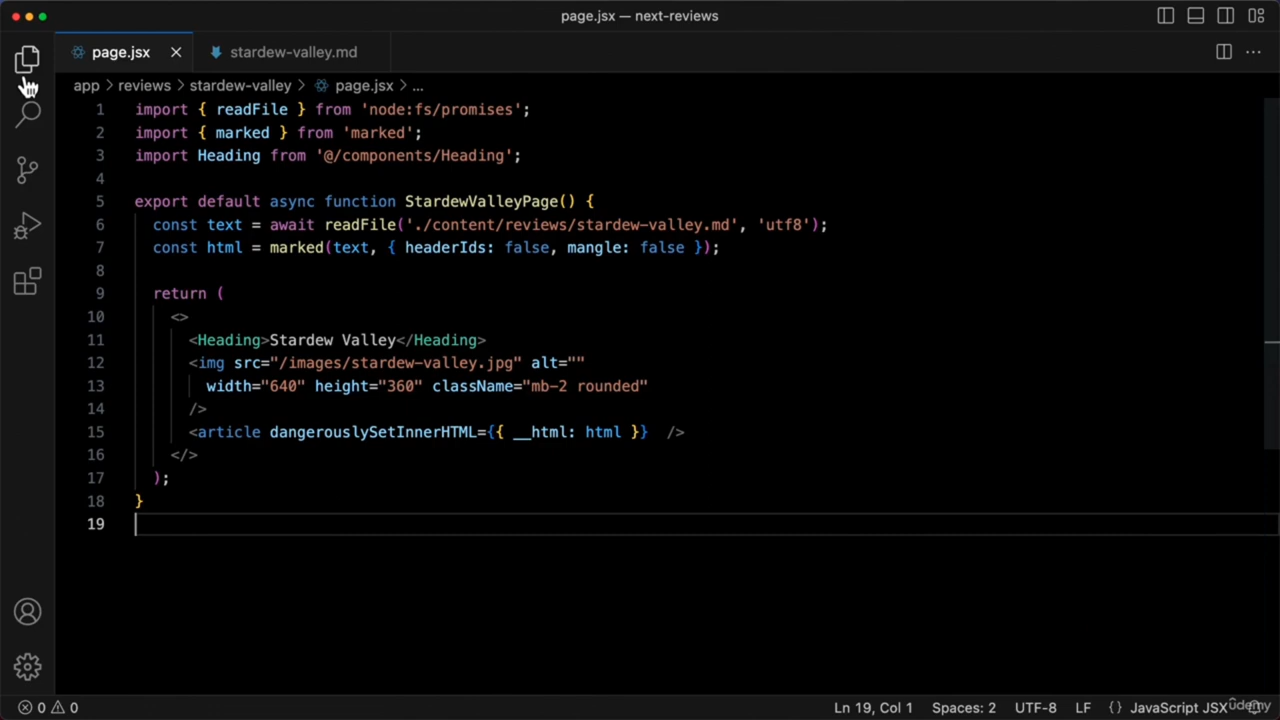 page.jsx — next-reviews
page.jsx stardew-valley.md
app > reviews > stardew-valley > page.jsx > ...
1 import { readFile } from 'node:fs/promises';
2 import { marked } from 'marked';
3 import Heading from '@/components/Heading';
4
5 export default async function StardewValleyPage() {
6 const text = await readFile('./content/reviews/stardew-valley.md', 'utf8');
7 const html = marked(text, { headerIds: false, mangle: false });
8
9 return (
10 <>
11 <Heading>Stardew Valley</Heading>
12 <img src="/images/stardew-valley.jpg" alt=""
13 width="640" height="360" className="mb-2 rounded"
14 />
15 <article dangerouslySetInnerHTML={{ __html: html }} />
16 </>
17 );
18 }
19
0 0 Ln 19, Col 1 Spaces: 2 UTF-8 LF {} JavaScript JSX
udemy